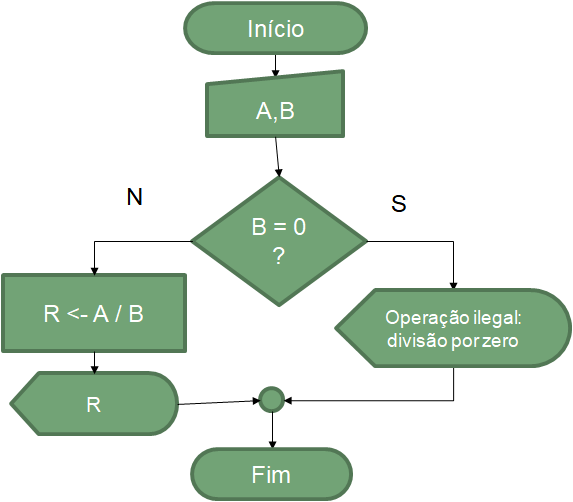 Início
A,B
N
S
B = 0
?
R <- A / B
Operação ilegal:
divisão por zero
R
Fim